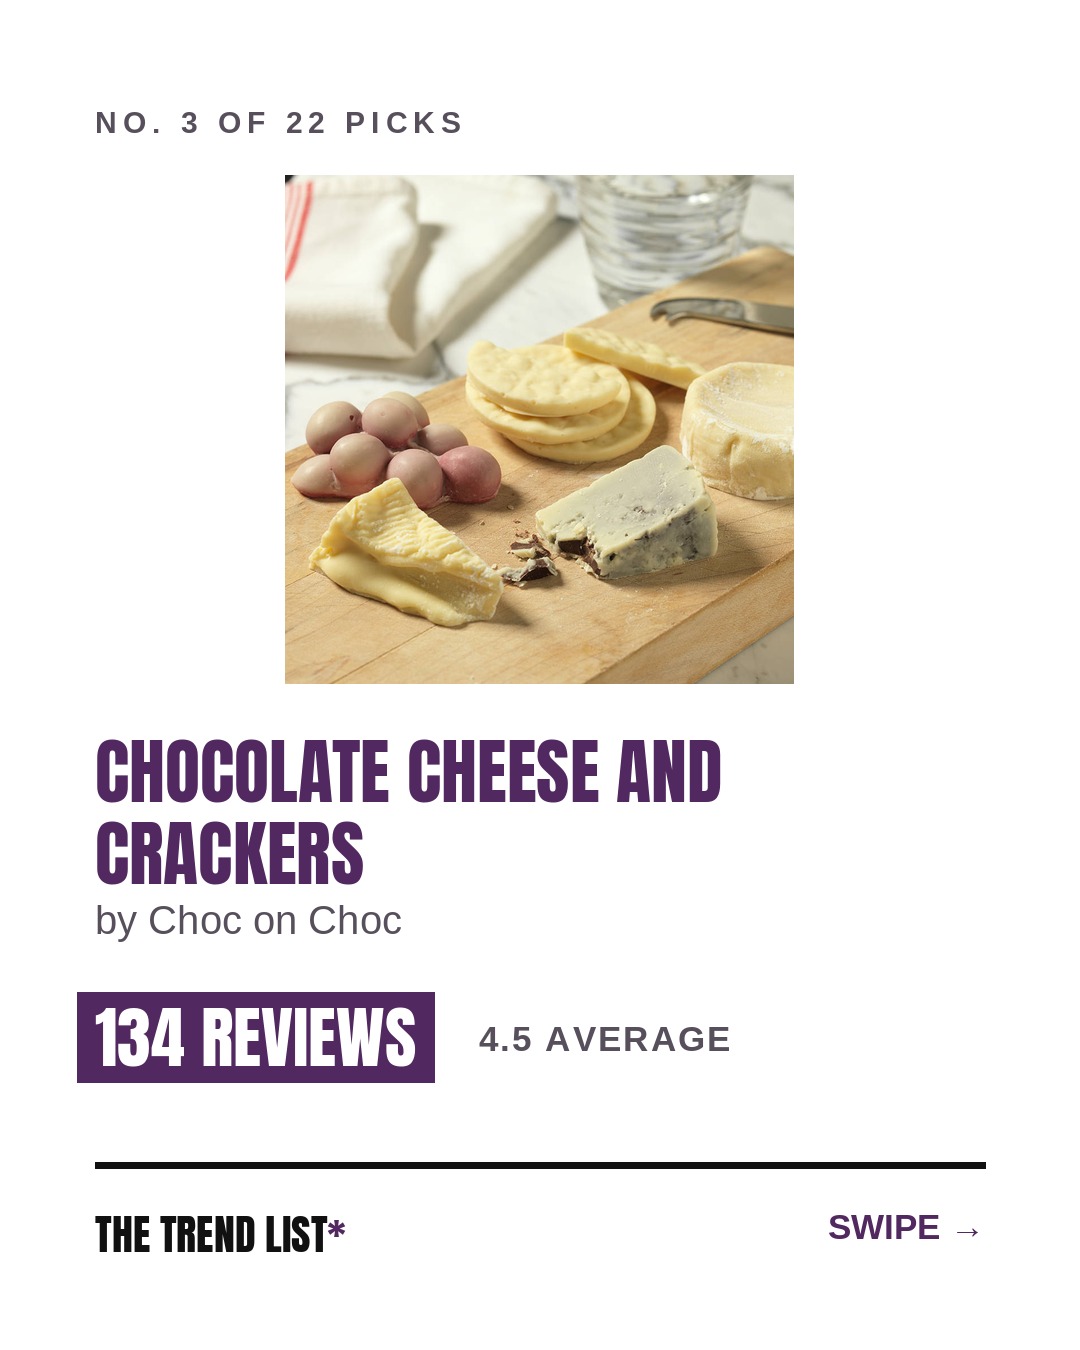 NO. 3 OF 22 PICKS
CHOCOLATE CHEESE AND
CRACKERS
by Choc on Choc
134 REVIEWS
4.5 AVERAGE
THE TREND LIST*
SWIPE →